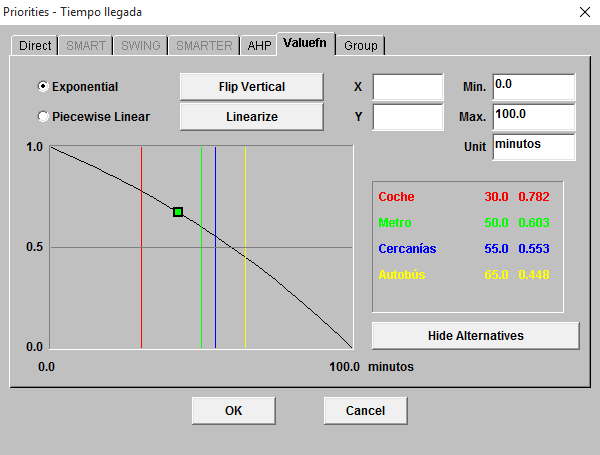 Priorities - Tiempo llegada
Direct SMART SWING SMARTER AHP Valuefn Group
Exponential Flip Vertical X Min. 0.0
Piecewise Linear Linearize Y Max. 100.0
Unit minutos
1.0
0.5
0.0
0.0 100.0 minutos
Coche 30.0 0.782
Metro 50.0 0.603
Cercanías 55.0 0.553
Autobús 65.0 0.448
Hide Alternatives
OK Cancel